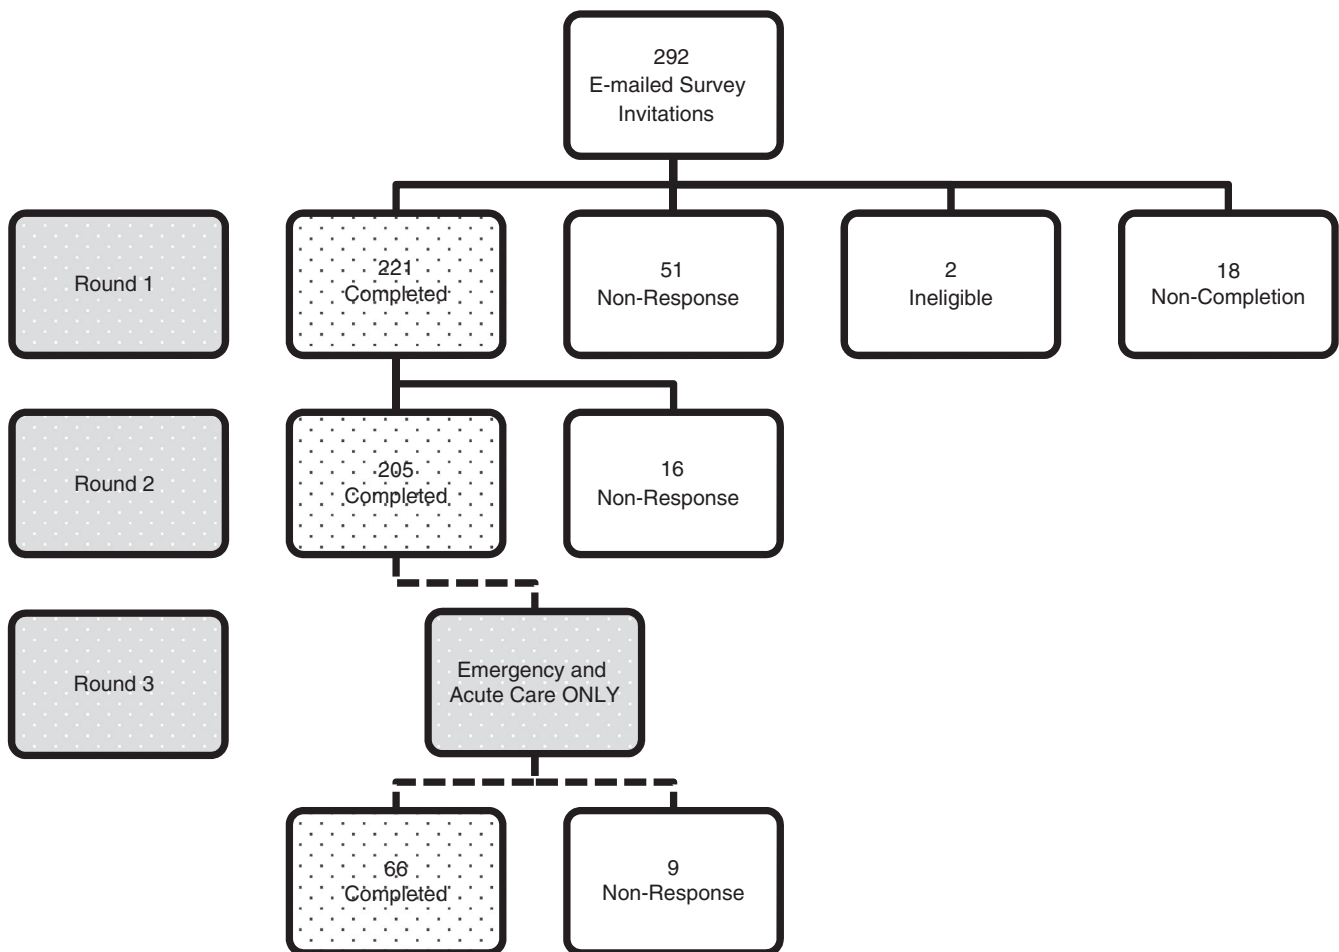 292
E-mailed Survey
Invitations
Round 1
221
Completed
51
Non-Response
2
Ineligible
18
Non-Completion
Round 2
205
Completed
16
Non-Response
Round 3
Emergency and
Acute Care ONLY
66
Completed
9
Non-Response